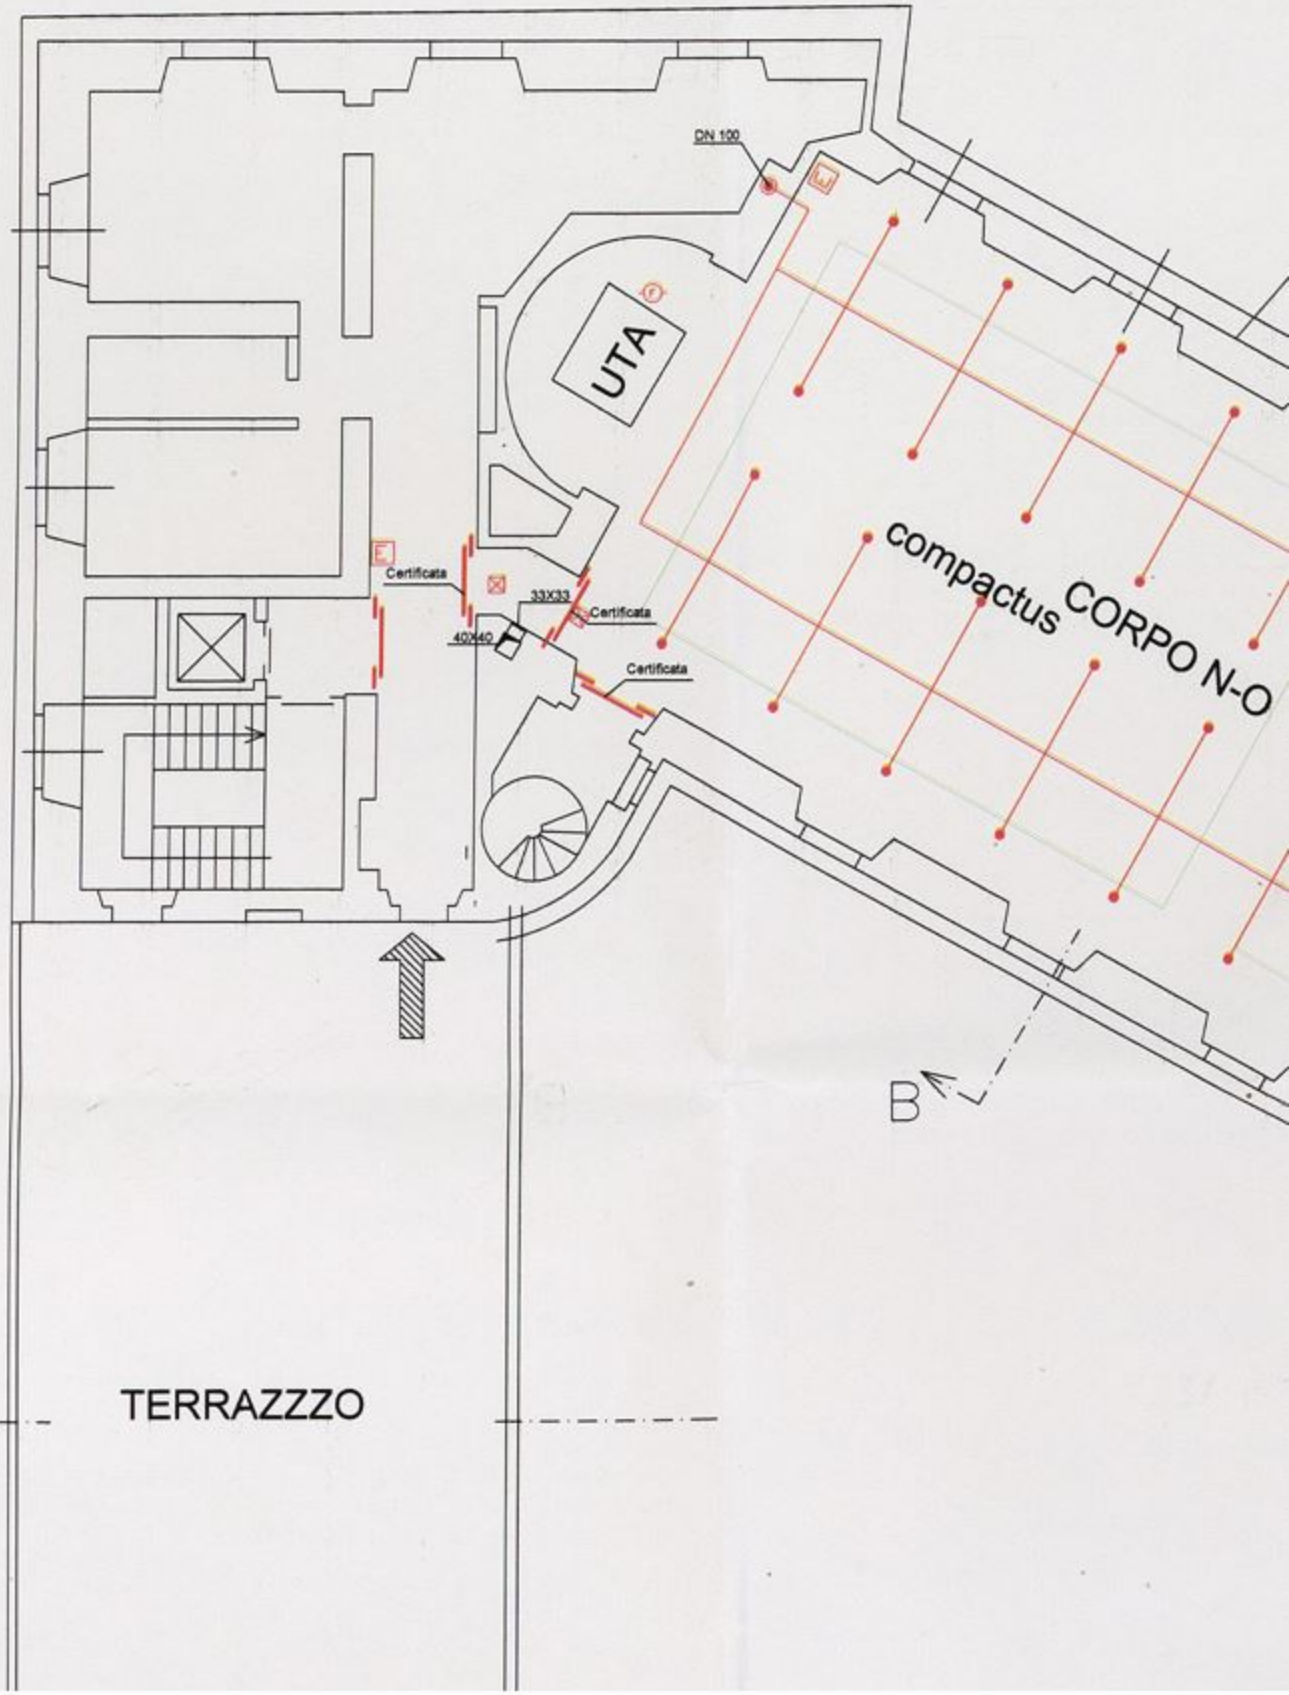 DN 100
E
UTA
F
compactus
CORPO N-O
E
Certificata
33X33
Certificata
40X40
Certificata
B
TERRAZZZO